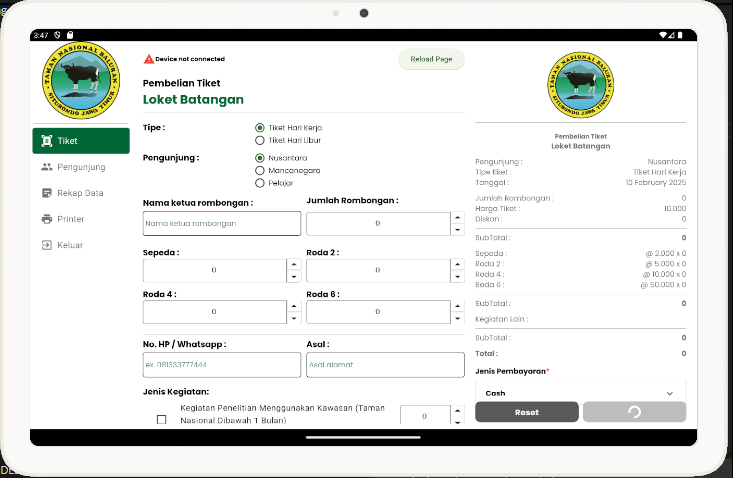 3:47
TAMAN NASIONAL BALURAN
SITUBONDO JAWA TIMUR
Tiket
Pengunjung
Rekap Data
Printer
Keluar
Device not connected
Reload Page
Pembelian Tiket
Loket Batangan
Tipe :
Tiket Hari Kerja
Tiket Hari Libur
Pengunjung :
Nusantara
Mancanegara
Pelajar
Nama ketua rombongan :
Jumlah Rombongan :
Nama ketua rombongan
0
Sepeda :
Roda 2 :
0
0
Roda 4 :
Roda 6 :
0
0
No. HP / Whatsapp :
Asal :
ex. 081333777444
Asal alamat
Jenis Kegiatan:
Kegiatan Penelitian Menggunakan Kawasan (Taman
Nasional Dibawah 1 Bulan)
0
TAMAN NASIONAL BALURAN
SITUBONDO JAWA TIMUR
Pembelian Tiket
Loket Batangan
Pengunjung : Nusantara
Tipe tiket : Tiket Hari Kerja
Tanggal : 10 February 2025
Jumlah Rombongan : 0
Harga Tiket : 10.000
Diskon : 0
SubTotal : 0
Sepeda : @ 2.000 x 0
Roda 2 : @ 5.000 x 0
Roda 4 : @ 10.000 x 0
Roda 6 : @ 50.000 x 0
SubTotal : 0
Kegiatan Lain :
SubTotal : 0
Total : 0
Jenis Pembayaran*
Cash
Reset